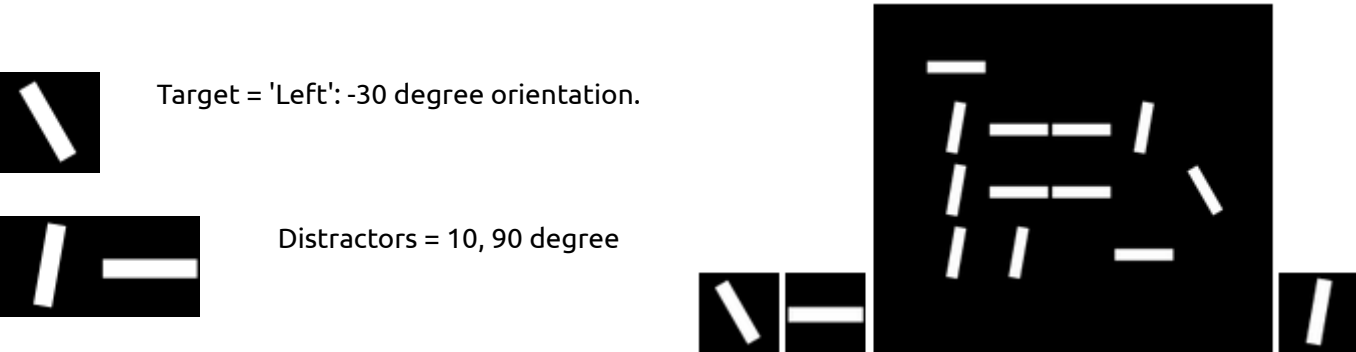 Target = 'Left': -30 degree orientation.
Distractors = 10, 90 degree